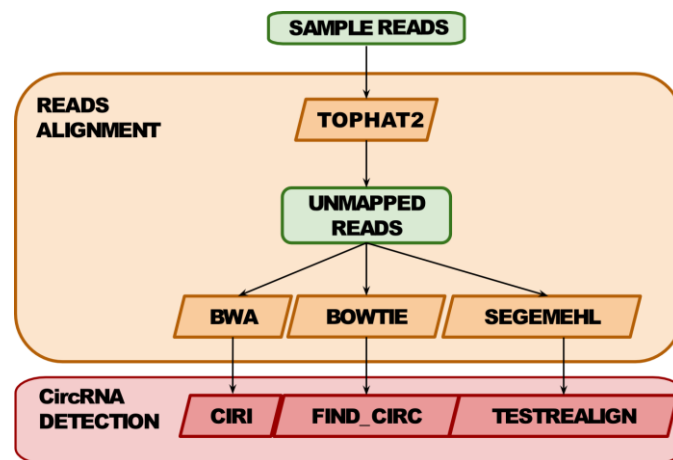 SAMPLE READS
READS
ALIGNMENT
TOPHAT2
UNMAPPED
READS
BWA
BOWTIE
SEGEMEHL
CircRNA
DETECTION
CIRI
FIND_CIRC
TESTREALIGN